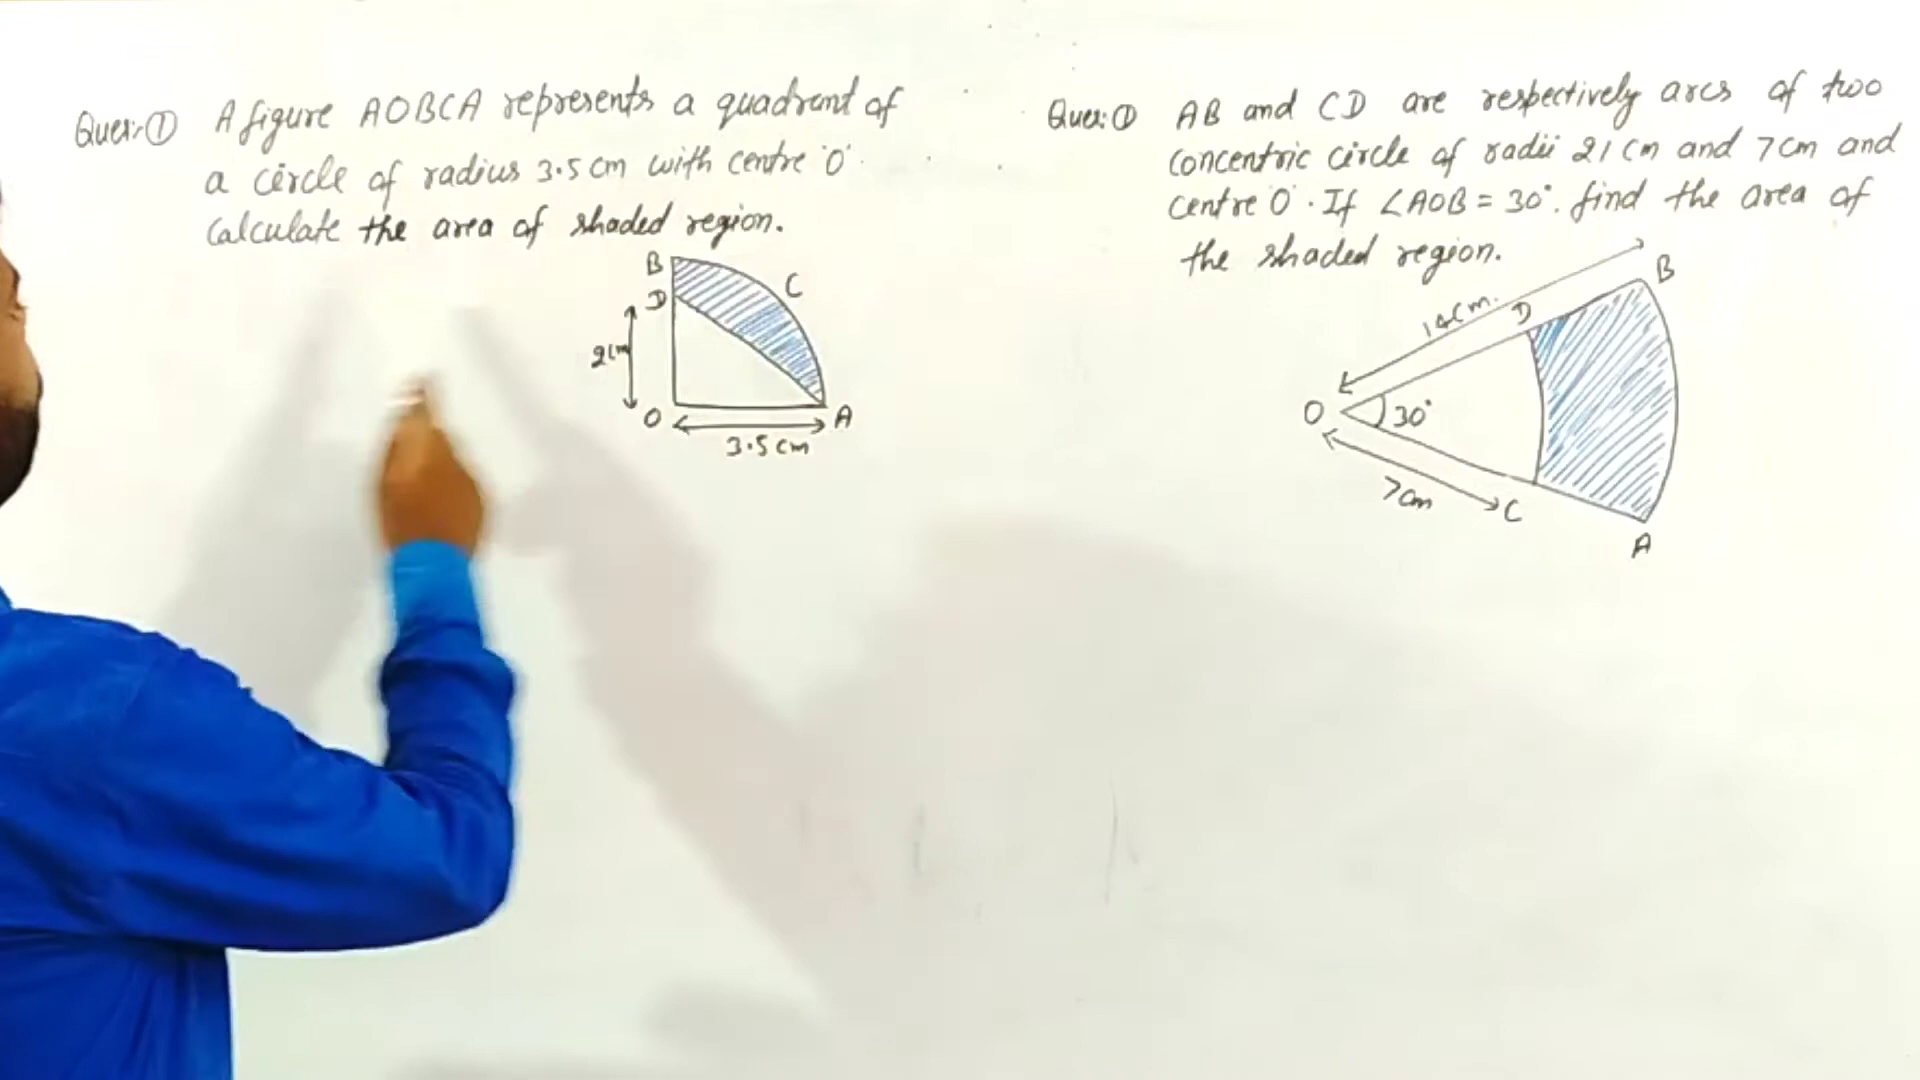 Ques:-① A figure AOBCA represents a quadrant of
a circle of radius 3.5 cm with centre 'O'.
Calculate the area of shaded region.
B
C
D
2cm
O
A
3.5 cm
Ques:① AB and CD are respectively arcs of two
concentric circle of radii 21 cm and 7cm and
centre O. If ∠AOB = 30°. find the area of
the shaded region.
B
14cm.
D
O
30°
7cm
C
A